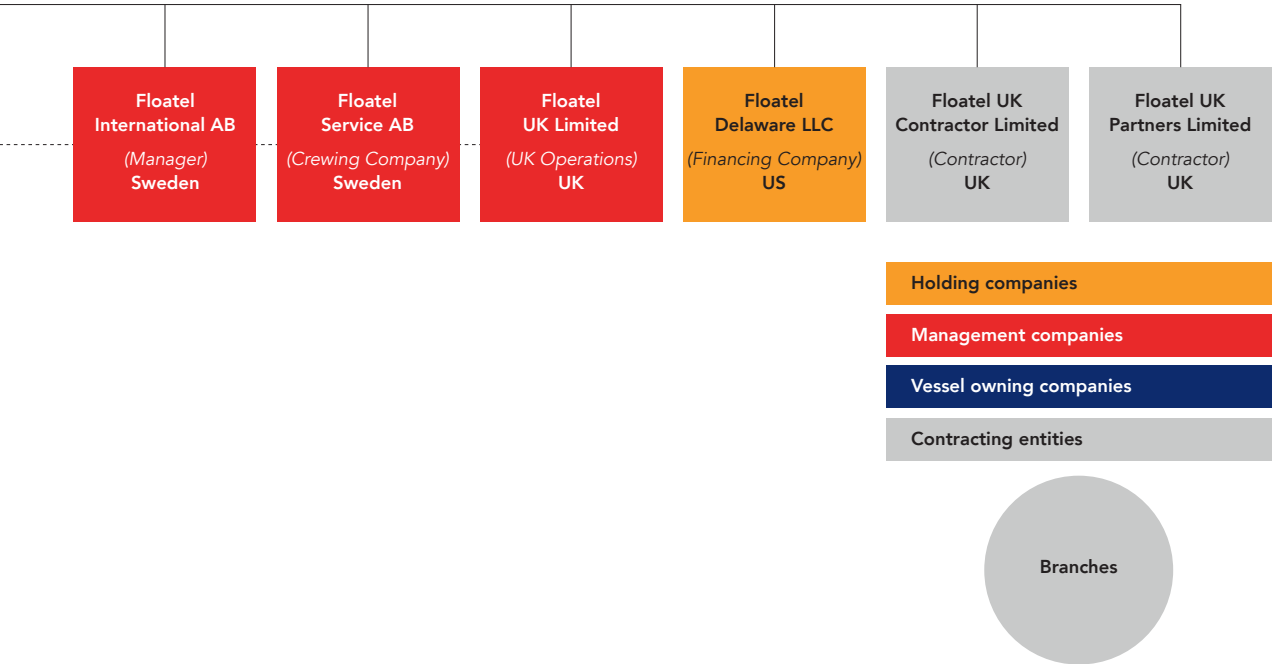 Floatel
International AB
(Manager)
Sweden
Floatel
Service AB
(Crewing Company)
Sweden
Floatel
UK Limited
(UK Operations)
UK
Floatel
Delaware LLC
(Financing Company)
US
Floatel UK
Contractor Limited
(Contractor)
UK
Floatel UK
Partners Limited
(Contractor)
UK
Holding companies
Management companies
Vessel owning companies
Contracting entities
Branches